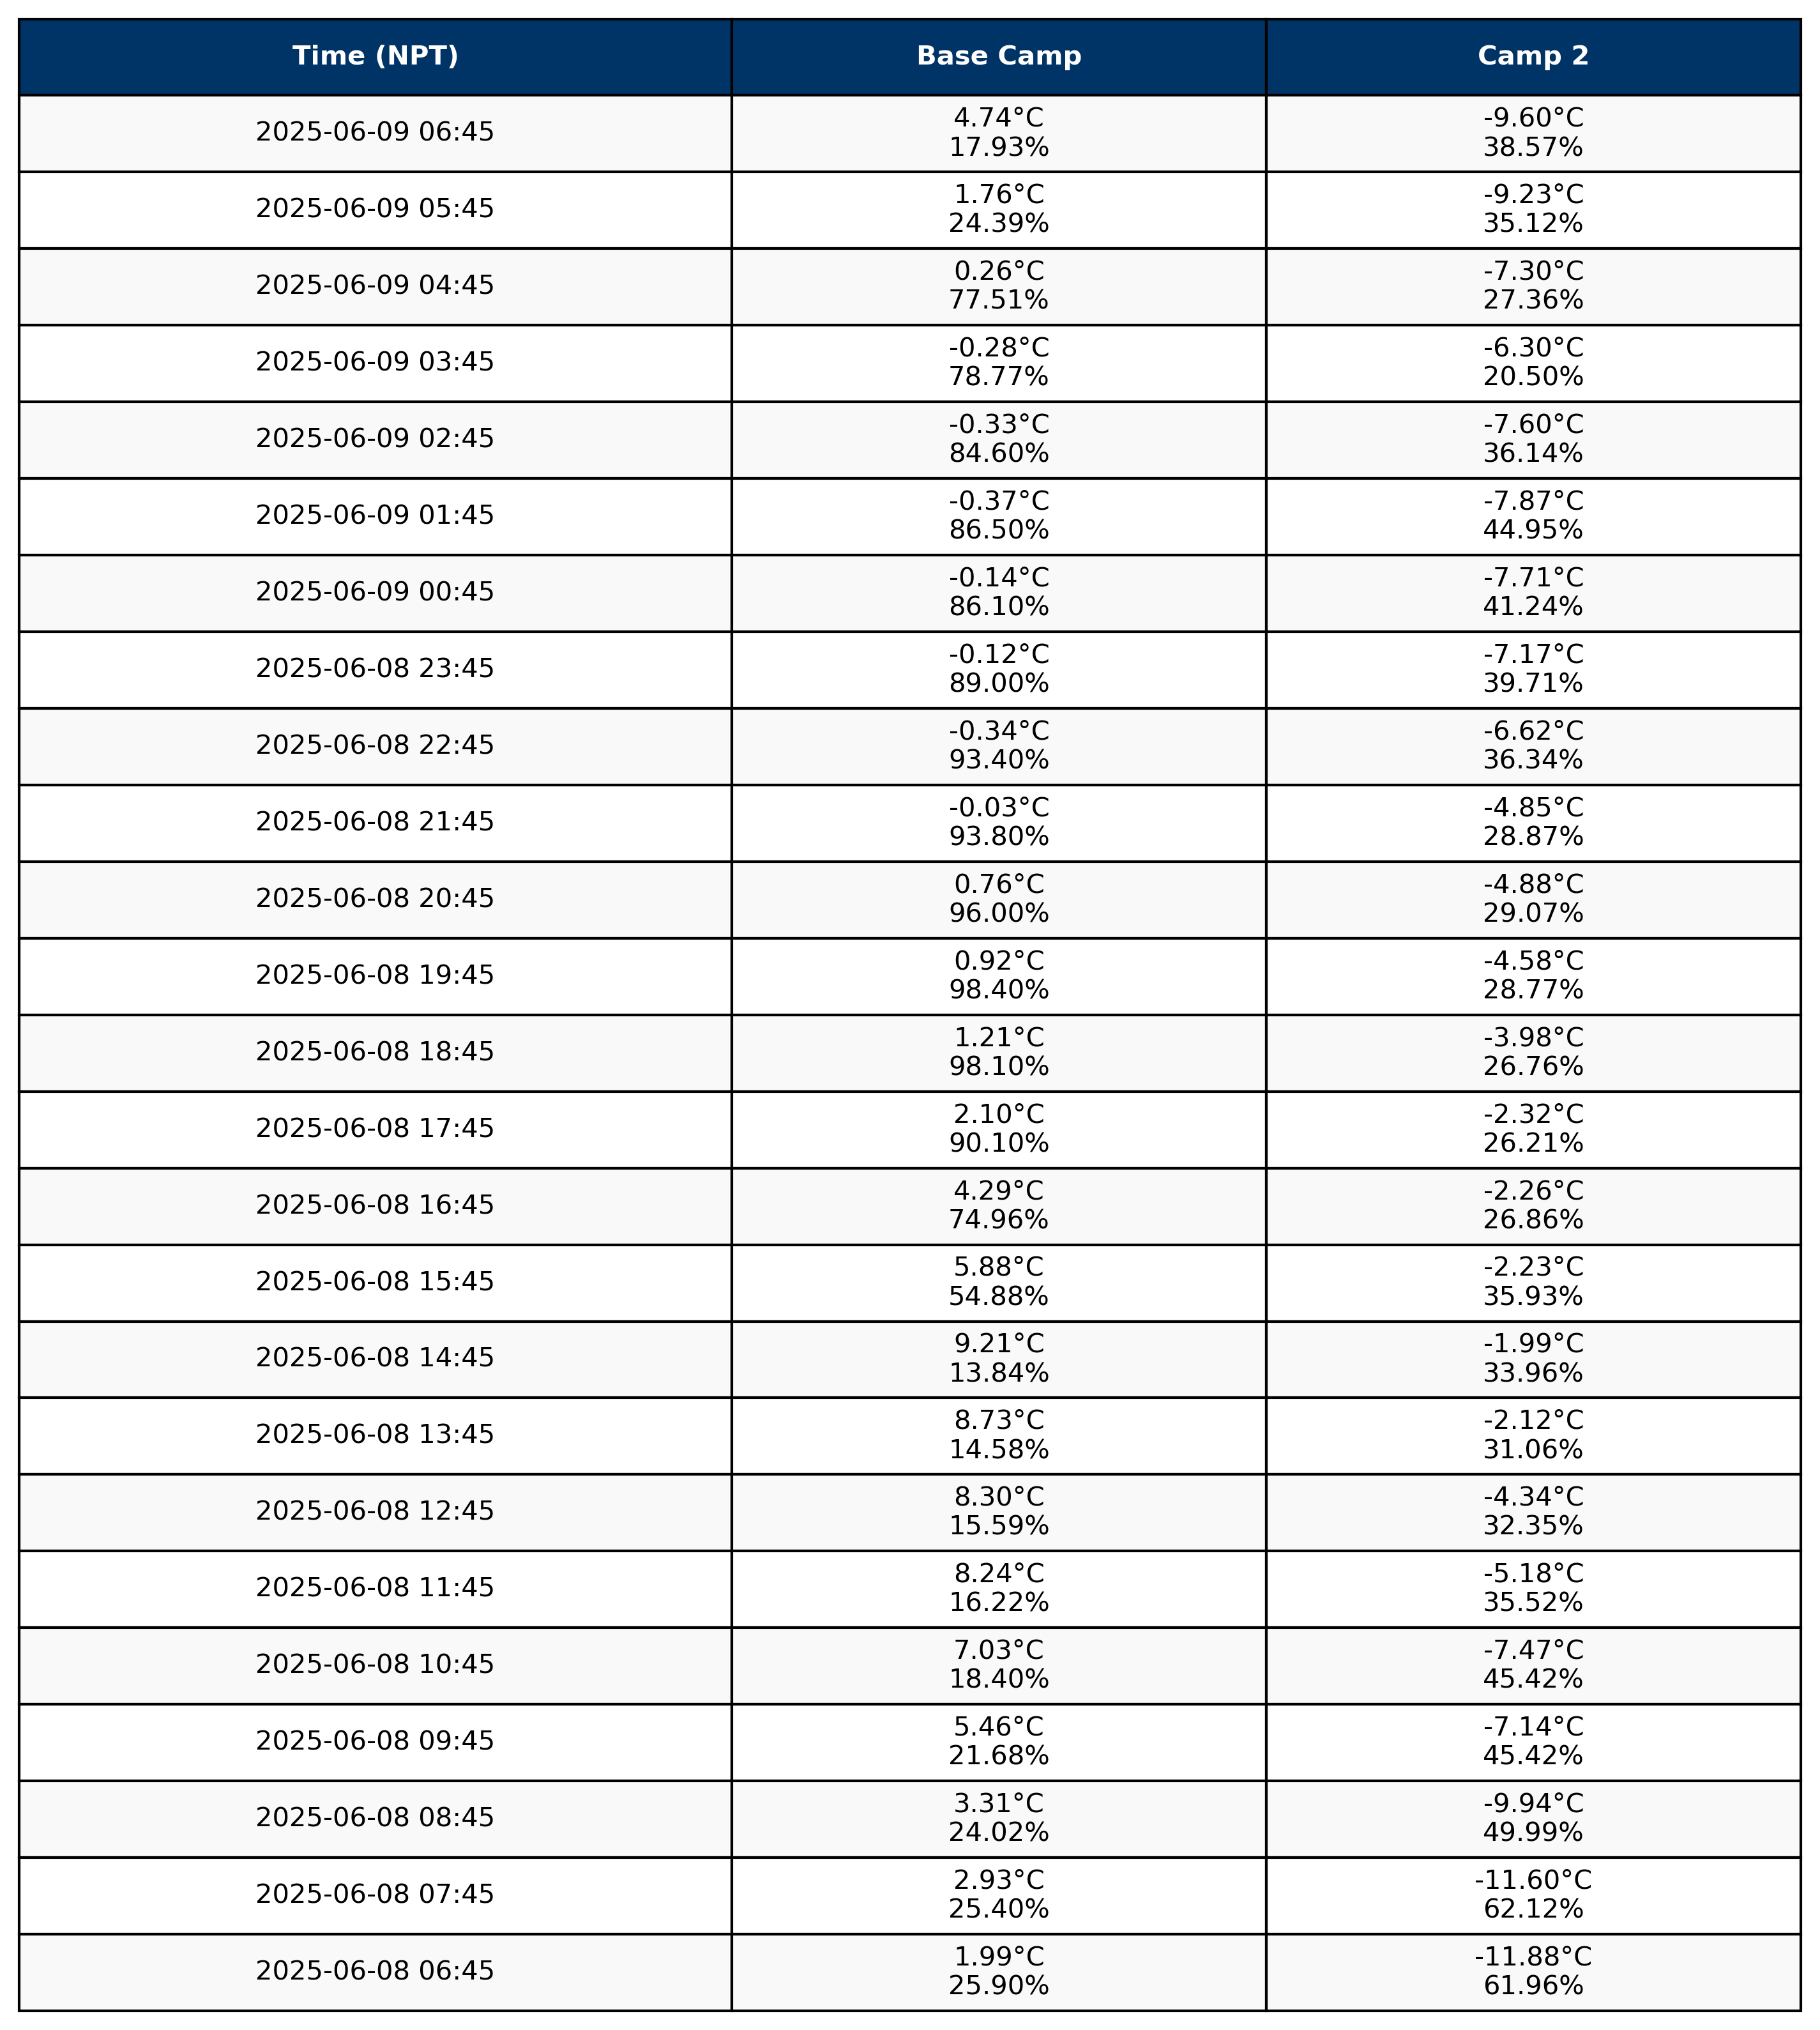 Time (NPT) Base Camp Camp 2
2025-06-09 06:45 4.74°C -9.60°C
17.93% 38.57%
2025-06-09 05:45 1.76°C -9.23°C
24.39% 35.12%
2025-06-09 04:45 0.26°C -7.30°C
77.51% 27.36%
2025-06-09 03:45 -0.28°C -6.30°C
78.77% 20.50%
2025-06-09 02:45 -0.33°C -7.60°C
84.60% 36.14%
2025-06-09 01:45 -0.37°C -7.87°C
86.50% 44.95%
2025-06-09 00:45 -0.14°C -7.71°C
86.10% 41.24%
2025-06-08 23:45 -0.12°C -7.17°C
89.00% 39.71%
2025-06-08 22:45 -0.34°C -6.62°C
93.40% 36.34%
2025-06-08 21:45 -0.03°C -4.85°C
93.80% 28.87%
2025-06-08 20:45 0.76°C -4.88°C
96.00% 29.07%
2025-06-08 19:45 0.92°C -4.58°C
98.40% 28.77%
2025-06-08 18:45 1.21°C -3.98°C
98.10% 26.76%
2025-06-08 17:45 2.10°C -2.32°C
90.10% 26.21%
2025-06-08 16:45 4.29°C -2.26°C
74.96% 26.86%
2025-06-08 15:45 5.88°C -2.23°C
54.88% 35.93%
2025-06-08 14:45 9.21°C -1.99°C
13.84% 33.96%
2025-06-08 13:45 8.73°C -2.12°C
14.58% 31.06%
2025-06-08 12:45 8.30°C -4.34°C
15.59% 32.35%
2025-06-08 11:45 8.24°C -5.18°C
16.22% 35.52%
2025-06-08 10:45 7.03°C -7.47°C
18.40% 45.42%
2025-06-08 09:45 5.46°C -7.14°C
21.68% 45.42%
2025-06-08 08:45 3.31°C -9.94°C
24.02% 49.99%
2025-06-08 07:45 2.93°C -11.60°C
25.40% 62.12%
2025-06-08 06:45 1.99°C -11.88°C
25.90% 61.96%